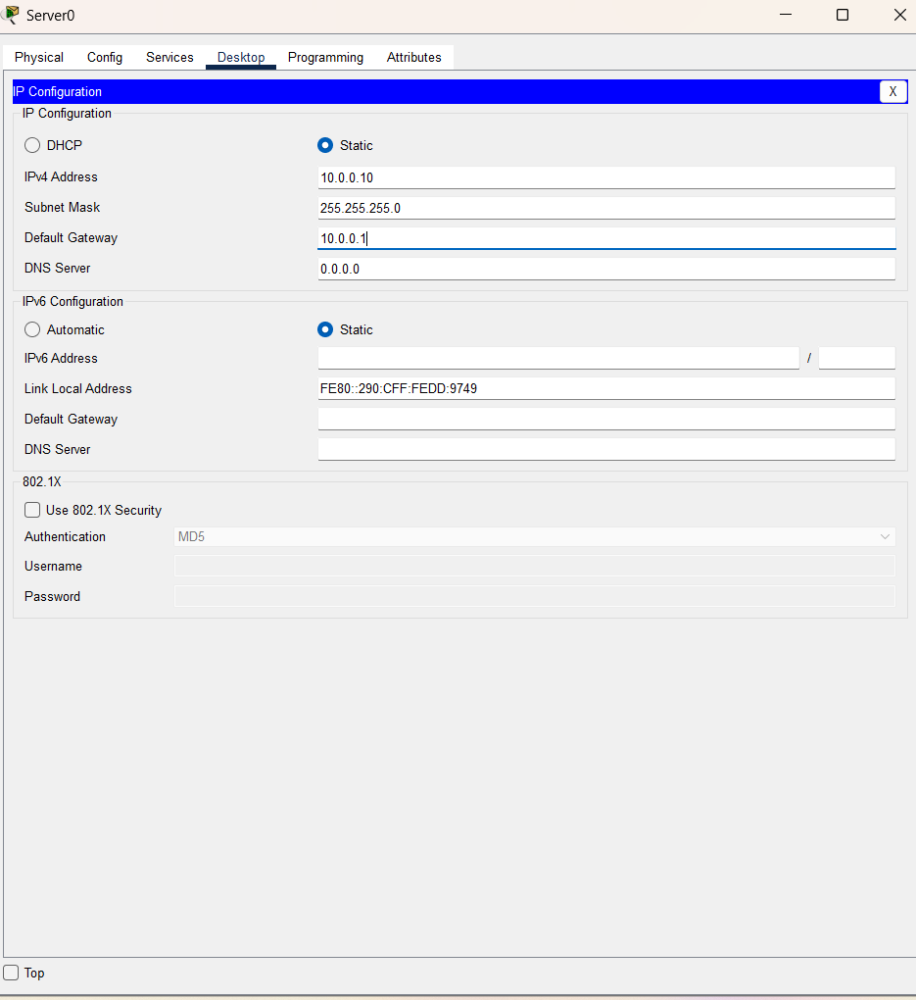 Server0
Physical Config Services Desktop Programming Attributes
IP Configuration X
IP Configuration
DHCP Static
IPv4 Address 10.0.0.10
Subnet Mask 255.255.255.0
Default Gateway 10.0.0.1
DNS Server 0.0.0.0
IPv6 Configuration
Automatic Static
IPv6 Address /
Link Local Address FE80::290:CFF:FEDD:9749
Default Gateway
DNS Server
802.1X
Use 802.1X Security
Authentication MD5
Username
Password
Top